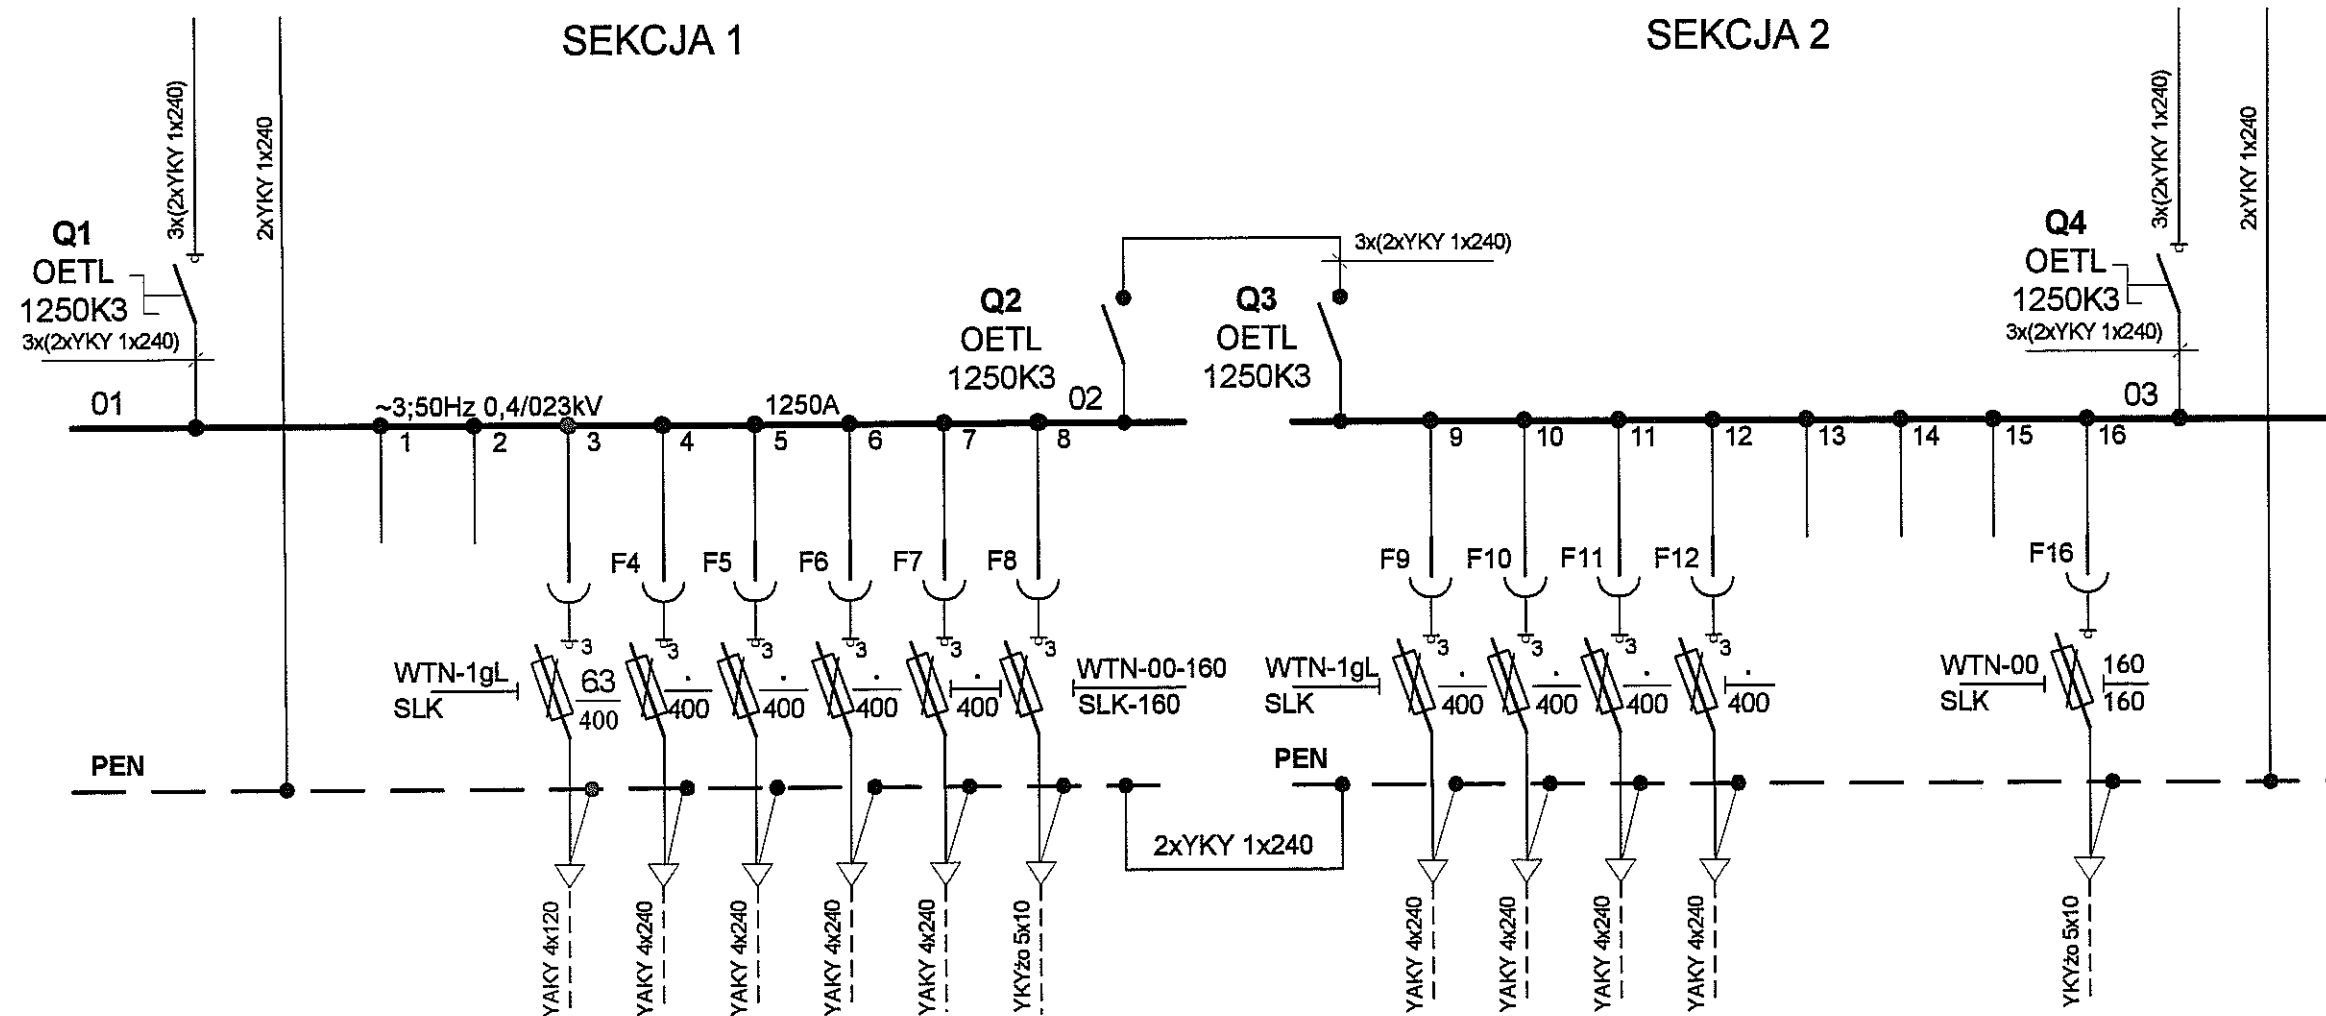 SEKCJA 1
SEKCJA 2
3x(2xYKY 1x240)
2xYKY 1x240
3x(2xYKY 1x240)
2xYKY 1x240
Q1
OETL
1250K3
3x(2xYKY 1x240)
Q2
OETL
1250K3
3x(2xYKY 1x240)
Q3
OETL
1250K3
Q4
OETL
1250K3
3x(2xYKY 1x240)
01
~3;50Hz 0,4/023kV
1250A
02
03
1 2 3 4 5 6 7 8
9 10 11 12 13 14 15 16
F4 F5 F6 F7 F8
F9 F10 F11 F12
F16
3 3 3 3 3 3
3 3 3 3
WTN-1gL
SLK
63
400
.
400
.
400
.
400
.
400
WTN-00-160
SLK-160
WTN-1gL
SLK
.
400
.
400
.
400
.
400
WTN-00
SLK
160
160
PEN
PEN
2xYKY 1x240
YAKY 4x120
YAKY 4x240
YAKY 4x240
YAKY 4x240
YAKY 4x240
YKYżo 5x10
YAKY 4x240
YAKY 4x240
YAKY 4x240
YAKY 4x240
YKYżo 5x10